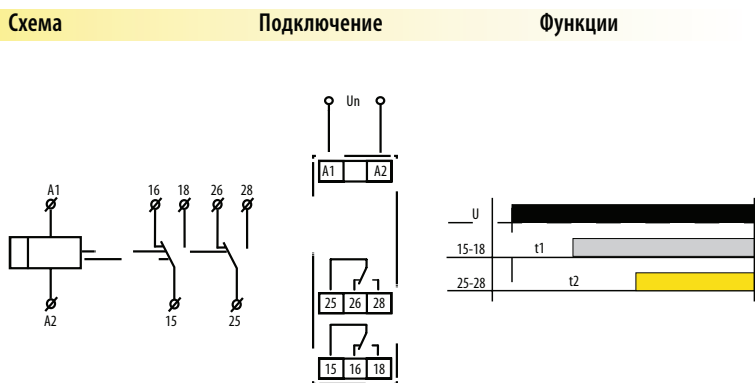 Схема Подключение Функции
Un
A1 A2
A1 16 18 26 28
U
15-18 t1
25-28 t2
25 26 28
A2 15 25
15 16 18